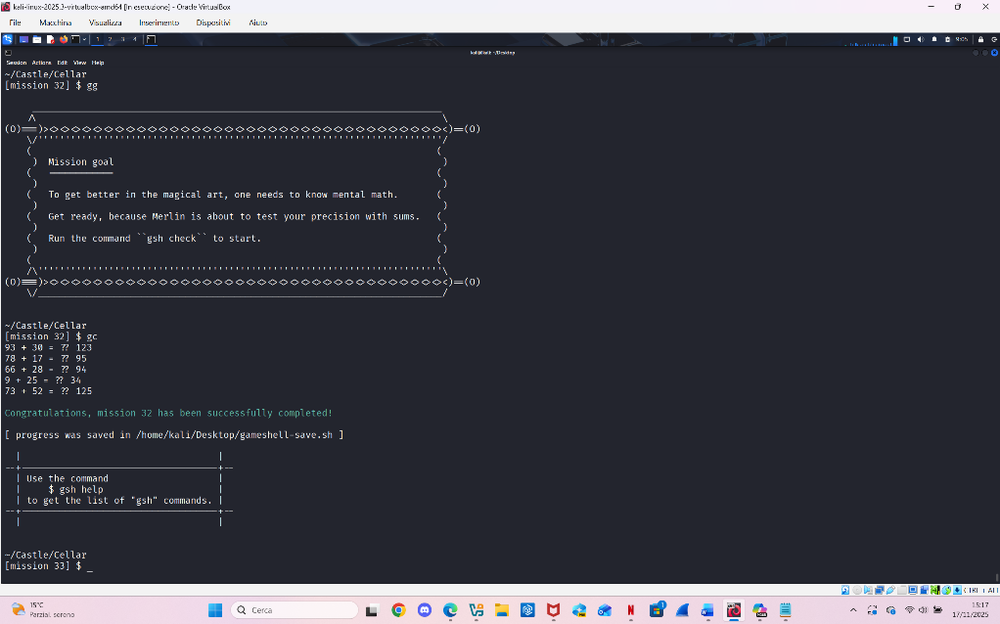 kali-linux-2025.3-virtualbox-amd64 [In esecuzione] - Oracle VirtualBox
File Macchina Visualizza Inserimento Dispositivi Aiuto
1 2 3 4 9:05
kali@kali: ~/Desktop
Session Actions Edit View Help
~/Castle/Cellar
[mission 32] $ gg
(O)≡≡≡)><><><><><><><><><><><><><><><><><><><><><><><><><><><><><><><><><><><><>)==(O)
Mission goal
============
To get better in the magical art, one needs to know mental math.
Get ready, because Merlin is about to test your precision with sums.
Run the command ``gsh check`` to start.
(O)≡≡≡)><><><><><><><><><><><><><><><><><><><><><><><><><><><><><><><><><><><><>)==(O)
~/Castle/Cellar
[mission 32] $ gc
93 + 30 = ?? 123
78 + 17 = ?? 95
66 + 28 = ?? 94
9 + 25 = ?? 34
73 + 52 = ?? 125
Congratulations, mission 32 has been successfully completed!
[ progress was saved in /home/kali/Desktop/gameshell-save.sh ]
Use the command
$ gsh help
to get the list of "gsh" commands.
~/Castle/Cellar
[mission 33] $ _
CTRL + ALT
15°C
Parzial. sereno
Cerca
15:17
17/11/2025